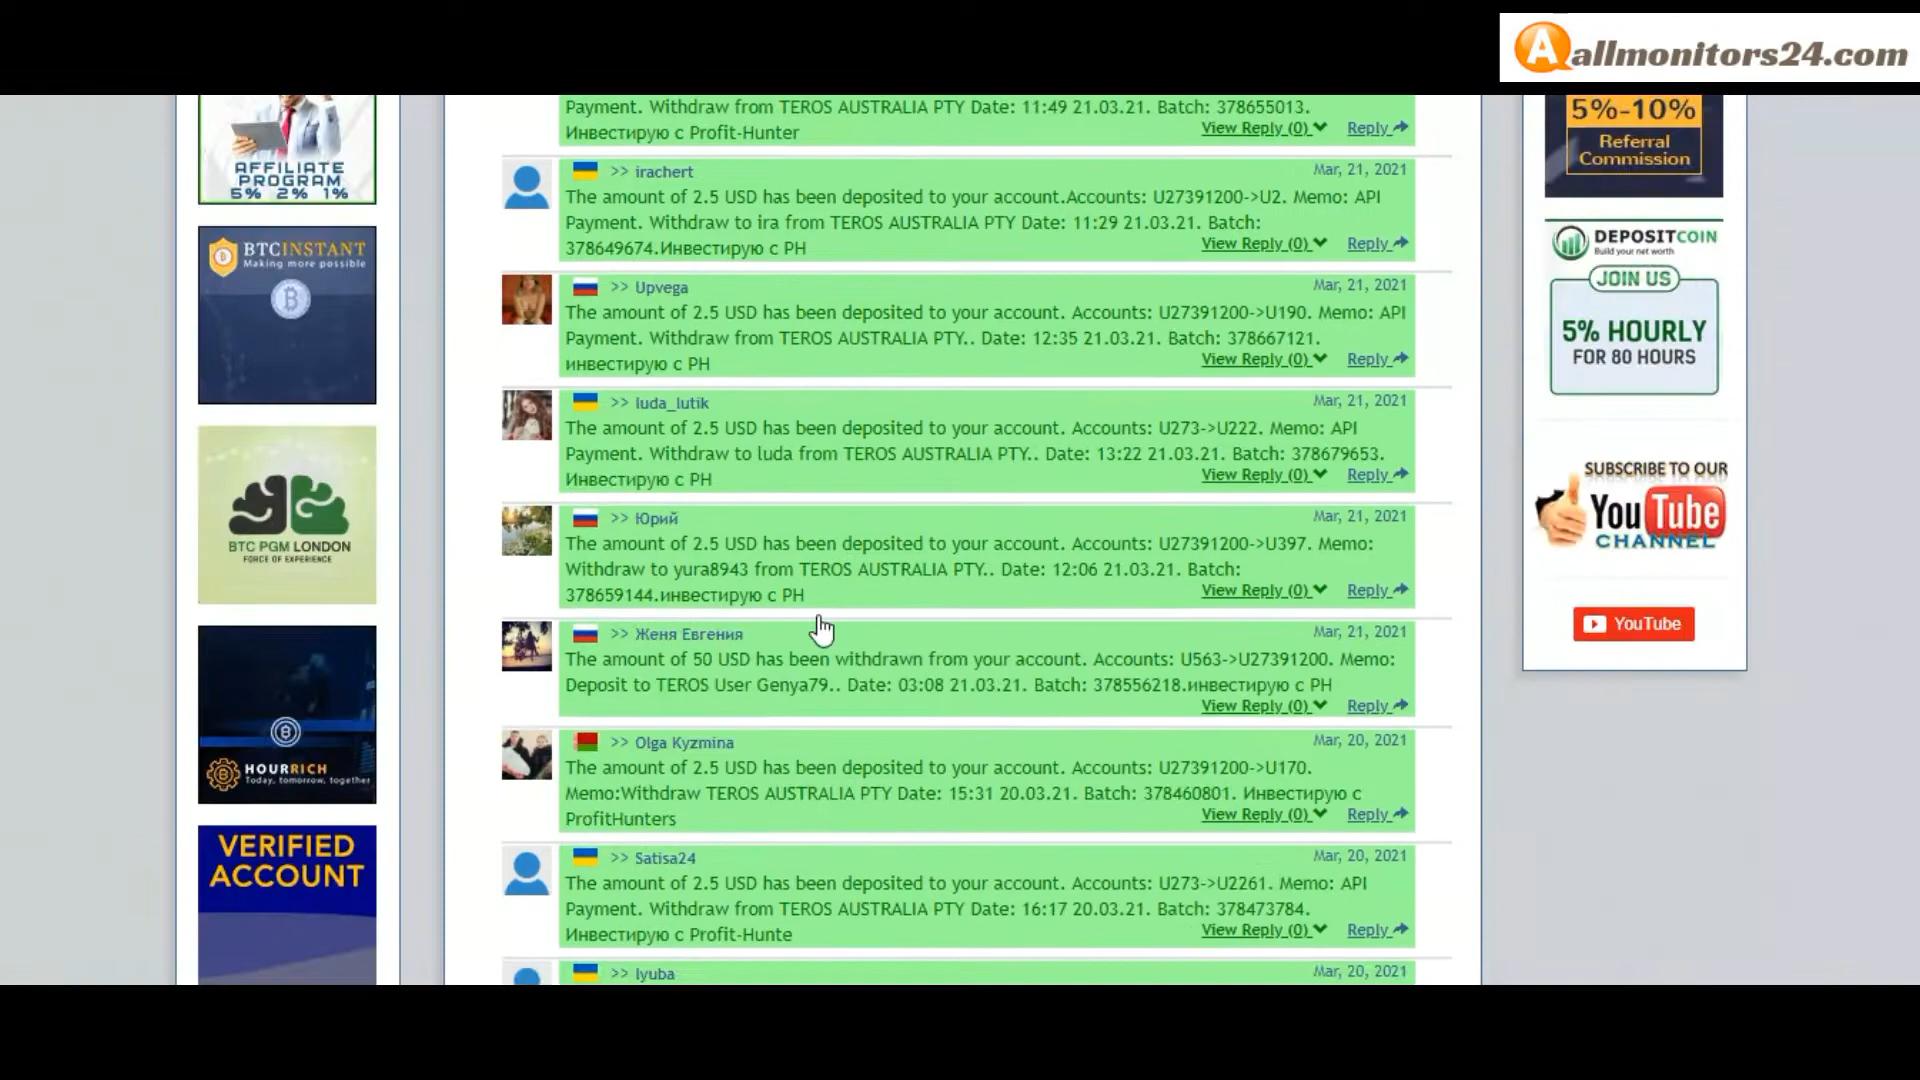 allmonitors24.com
AFFILIATE
PROGRAM
5% 2% 1%
BTCINSTANT
Making more possible
BTC PGM LONDON
FORCE OF EXPERIENCE
HOURRICH
Today, tomorrow, together
VERIFIED
ACCOUNT
Payment. Withdraw from TEROS AUSTRALIA PTY Date: 11:49 21.03.21. Batch: 378655013.
Инвестирую с Profit-Hunter
View Reply (0) Reply
>> irachert Mar, 21, 2021
The amount of 2.5 USD has been deposited to your account.Accounts: U27391200->U2. Memo: API
Payment. Withdraw to ira from TEROS AUSTRALIA PTY Date: 11:29 21.03.21. Batch:
378649674.Инвестирую с PH
View Reply (0) Reply
>> Upvega Mar, 21, 2021
The amount of 2.5 USD has been deposited to your account. Accounts: U27391200->U190. Memo: API
Payment. Withdraw from TEROS AUSTRALIA PTY.. Date: 12:35 21.03.21. Batch: 378667121.
инвестирую с PH
View Reply (0) Reply
>> luda_lutik Mar, 21, 2021
The amount of 2.5 USD has been deposited to your account. Accounts: U273->U222. Memo: API
Payment. Withdraw to luda from TEROS AUSTRALIA PTY.. Date: 13:22 21.03.21. Batch: 378679653.
Инвестирую с PH
View Reply (0) Reply
>> Юрий Mar, 21, 2021
The amount of 2.5 USD has been deposited to your account. Accounts: U27391200->U397. Memo:
Withdraw to yura8943 from TEROS AUSTRALIA PTY.. Date: 12:06 21.03.21. Batch:
378659144.инвестирую с PH
View Reply (0) Reply
>> Женя Евгения Mar, 21, 2021
The amount of 50 USD has been withdrawn from your account. Accounts: U563->U27391200. Memo:
Deposit to TEROS User Genya79.. Date: 03:08 21.03.21. Batch: 378556218.инвестирую с PH
View Reply (0) Reply
>> Olga Kyzmina Mar, 20, 2021
The amount of 2.5 USD has been deposited to your account. Accounts: U27391200->U170.
Memo:Withdraw TEROS AUSTRALIA PTY Date: 15:31 20.03.21. Batch: 378460801. Инвестирую с
ProfitHunters
View Reply (0) Reply
>> Satisa24 Mar, 20, 2021
The amount of 2.5 USD has been deposited to your account. Accounts: U273->U2261. Memo: API
Payment. Withdraw from TEROS AUSTRALIA PTY Date: 16:17 20.03.21. Batch: 378473784.
Инвестирую с Profit-Hunte
View Reply (0) Reply
>> lyuba Mar, 20, 2021
5%-10%
Referral
Commission
DEPOSITCOIN
Build your net worth
JOIN US
5% HOURLY
FOR 80 HOURS
SUBSCRIBE TO OUR
YouTube
CHANNEL
YouTube